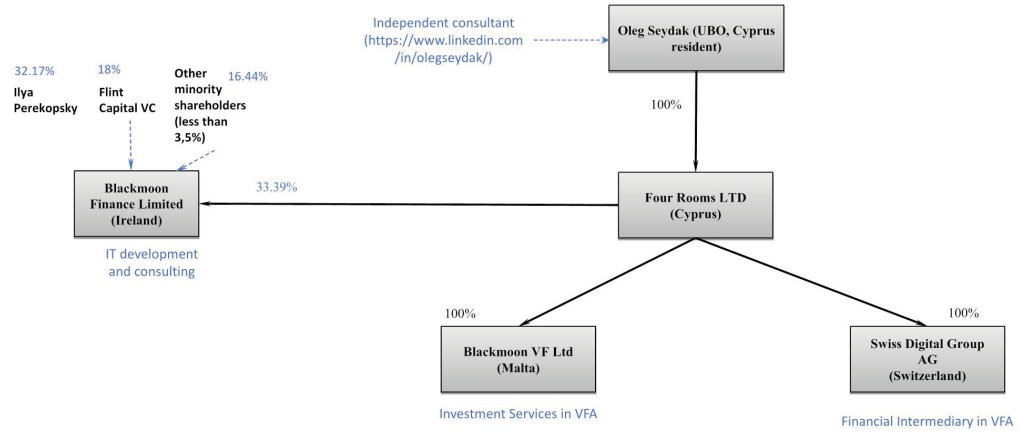 Independent consultant
(https://www.linkedin.com
/in/olegseydak/)
Oleg Seydak (UBO, Cyprus
resident)
100%
32.17%
Ilya
Perekopsky
18%
Flint
Capital VC
Other
minority
shareholders
(less than
3,5%)
16.44%
Blackmoon
Finance Limited
(Ireland)
IT development
and consulting
33.39%
Four Rooms LTD
(Cyprus)
100%
Blackmoon VF Ltd
(Malta)
Investment Services in VFA
100%
Swiss Digital Group
AG
(Switzerland)
Financial Intermediary in VFA